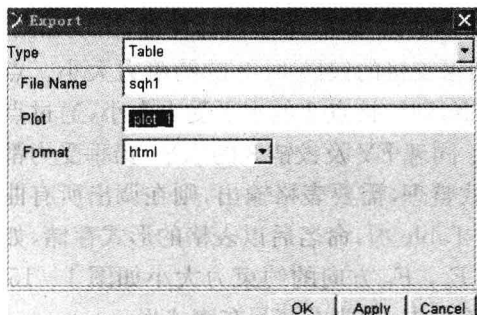 Export
Type Table
File Name sqh1
Plot plot_1
Format html
OK Apply Cancel